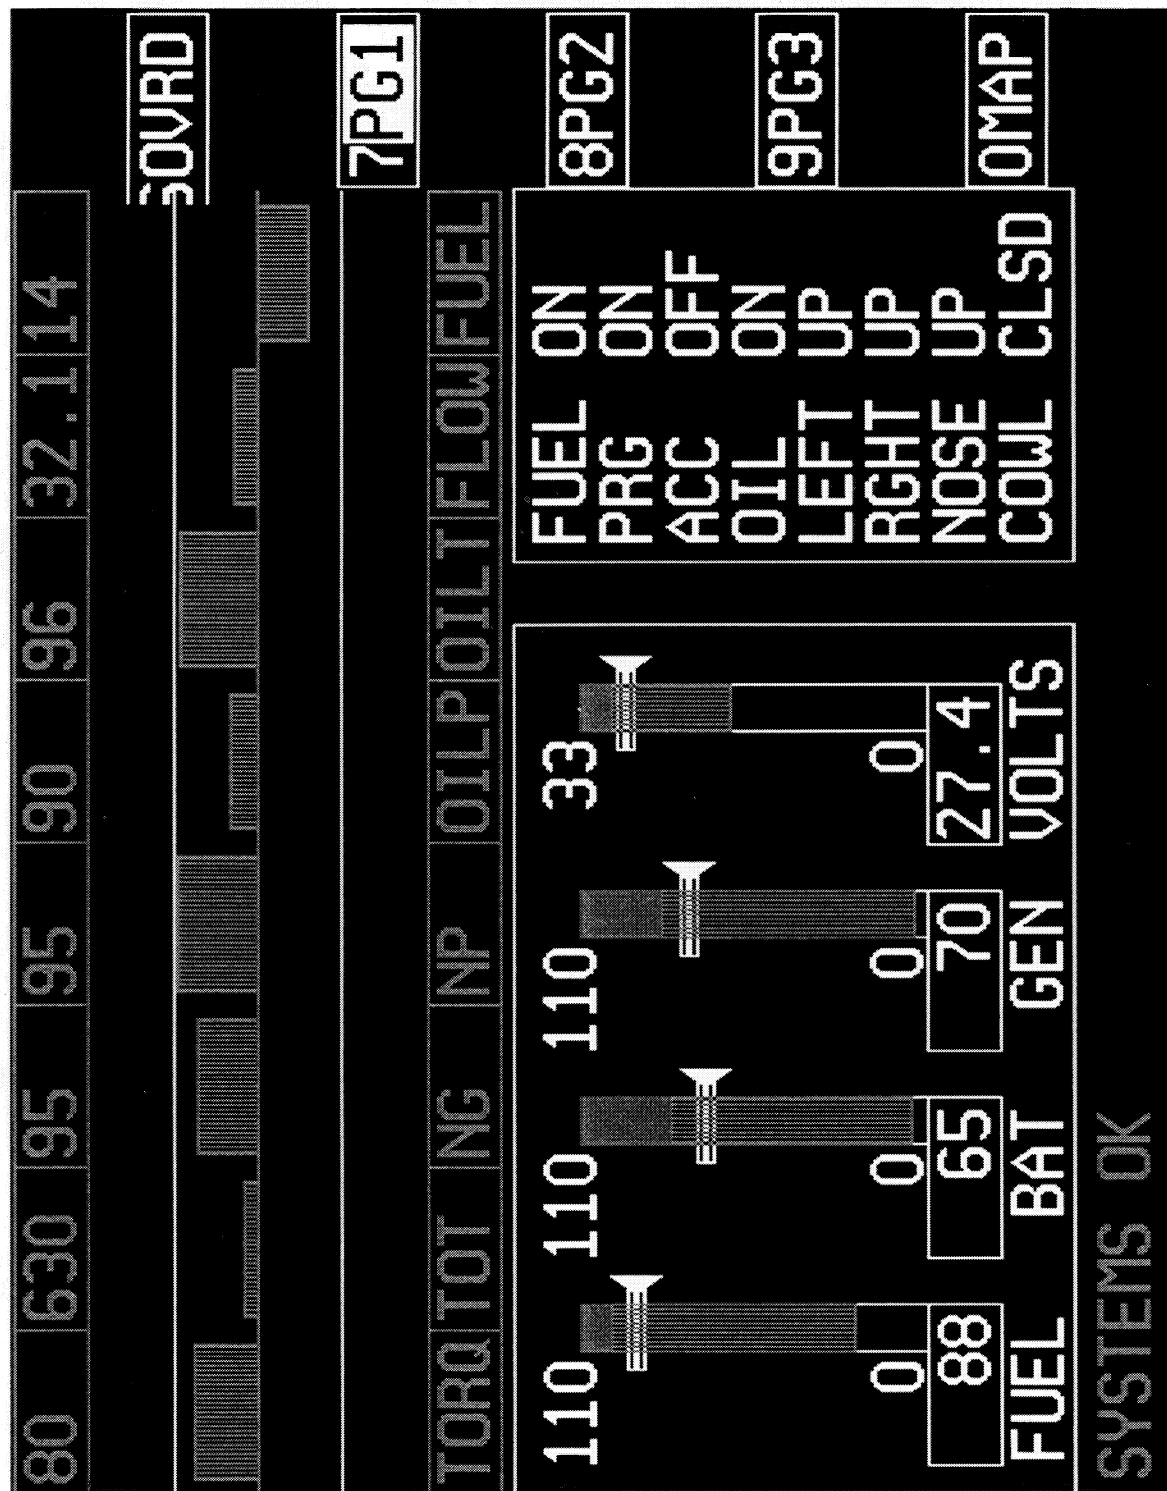 80 630 95 95 90 96 32.1 14
TORQ TOT NG NP OILP OILT FLOW FUEL
110 110 110 33
0 0 0 0
88 65 70 27.4
FUEL BAT GEN VOLTS
FUEL ON
PRG ON
ACC OFF
OIL ON
LEFT UP
RGHT UP
NOSE UP
COWL CLSD
SYSTEMS OK
OVRD
7PG1
8PG2
9PG3
0MAP